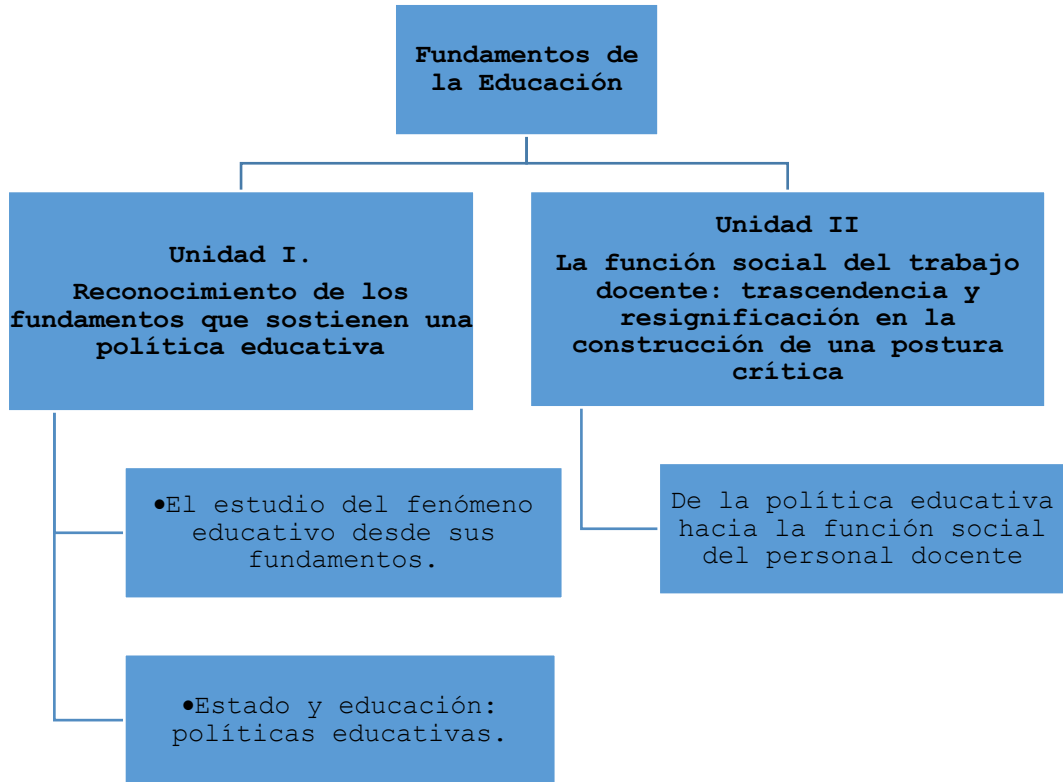 Fundamentos de
la Educación
Unidad I.
Reconocimiento de los
fundamentos que sostienen una
política educativa
•El estudio del fenómeno
educativo desde sus
fundamentos.
•Estado y educación:
políticas educativas.
Unidad II
La función social del trabajo
docente: trascendencia y
resignificación en la
construcción de una postura
crítica
De la política educativa
hacia la función social
del personal docente